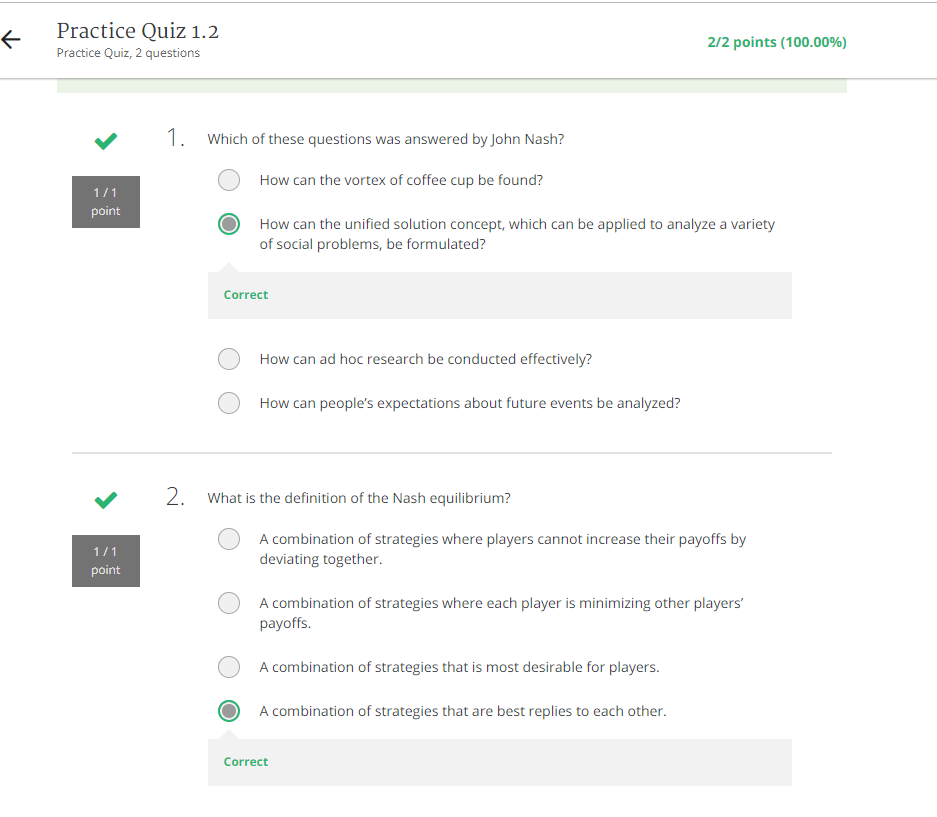 Practice Quiz 1.2
Practice Quiz, 2 questions
2/2 points (100.00%)
1.
Which of these questions was answered by John Nash?
1 / 1
point
How can the vortex of coffee cup be found?
How can the unified solution concept, which can be applied to analyze a variety
of social problems, be formulated?
Correct
How can ad hoc research be conducted effectively?
How can people’s expectations about future events be analyzed?
2.
What is the definition of the Nash equilibrium?
1 / 1
point
A combination of strategies where players cannot increase their payoffs by
deviating together.
A combination of strategies where each player is minimizing other players’
payoffs.
A combination of strategies that is most desirable for players.
A combination of strategies that are best replies to each other.
Correct